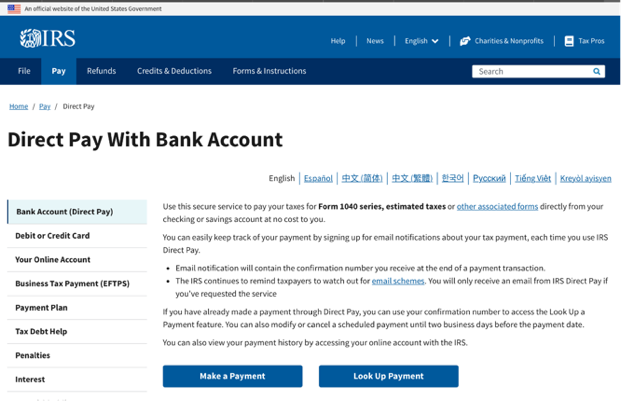 An official website of the United States Government
IRS
Help
News
English
Charities & Nonprofits
Tax Pros
File
Pay
Refunds
Credits & Deductions
Forms & Instructions
Search
Home / Pay / Direct Pay
Direct Pay With Bank Account
English | Español | 中文 (简体) | 中文 (繁體) | 한국어 | Русский | Tiếng Việt | Kreyòl ayisyen
Bank Account (Direct Pay)
Debit or Credit Card
Your Online Account
Business Tax Payment (EFTPS)
Payment Plan
Tax Debt Help
Penalties
Interest
Use this secure service to pay your taxes for Form 1040 series, estimated taxes or other associated forms directly from your
checking or savings account at no cost to you.
You can easily keep track of your payment by signing up for email notifications about your tax payment, each time you use IRS
Direct Pay.
• Email notification will contain the confirmation number you receive at the end of a payment transaction.
• The IRS continues to remind taxpayers to watch out for email schemes. You will only receive an email from IRS Direct Pay if
you've requested the service
If you have already made a payment through Direct Pay, you can use your confirmation number to access the Look Up a
Payment feature. You can also modify or cancel a scheduled payment until two business days before the payment date.
You can also view your payment history by accessing your online account with the IRS.
Make a Payment
Look Up Payment